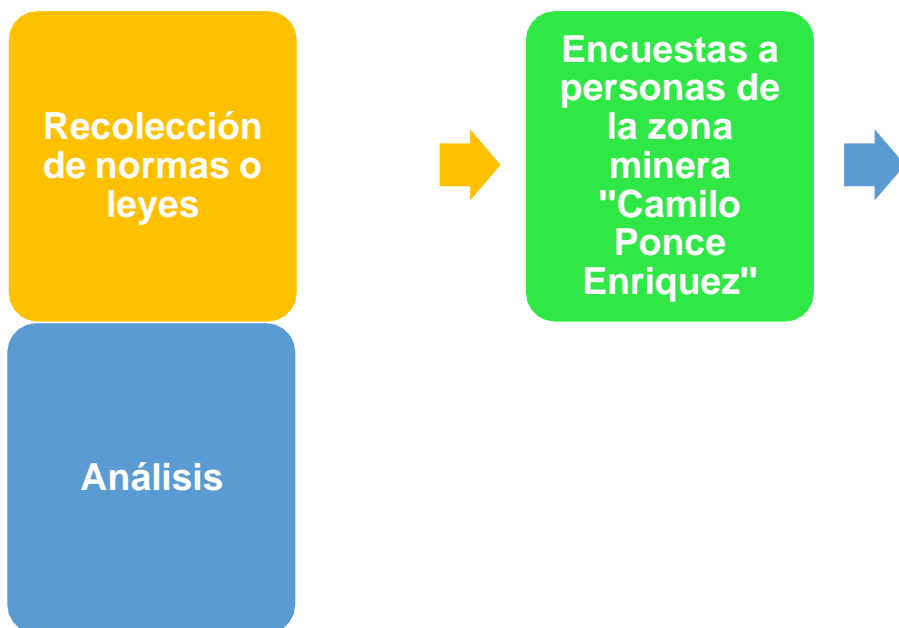 Recolección
de normas o
leyes
Encuestas a
personas de
la zona
minera
"Camilo
Ponce
Enriquez"
Análisis